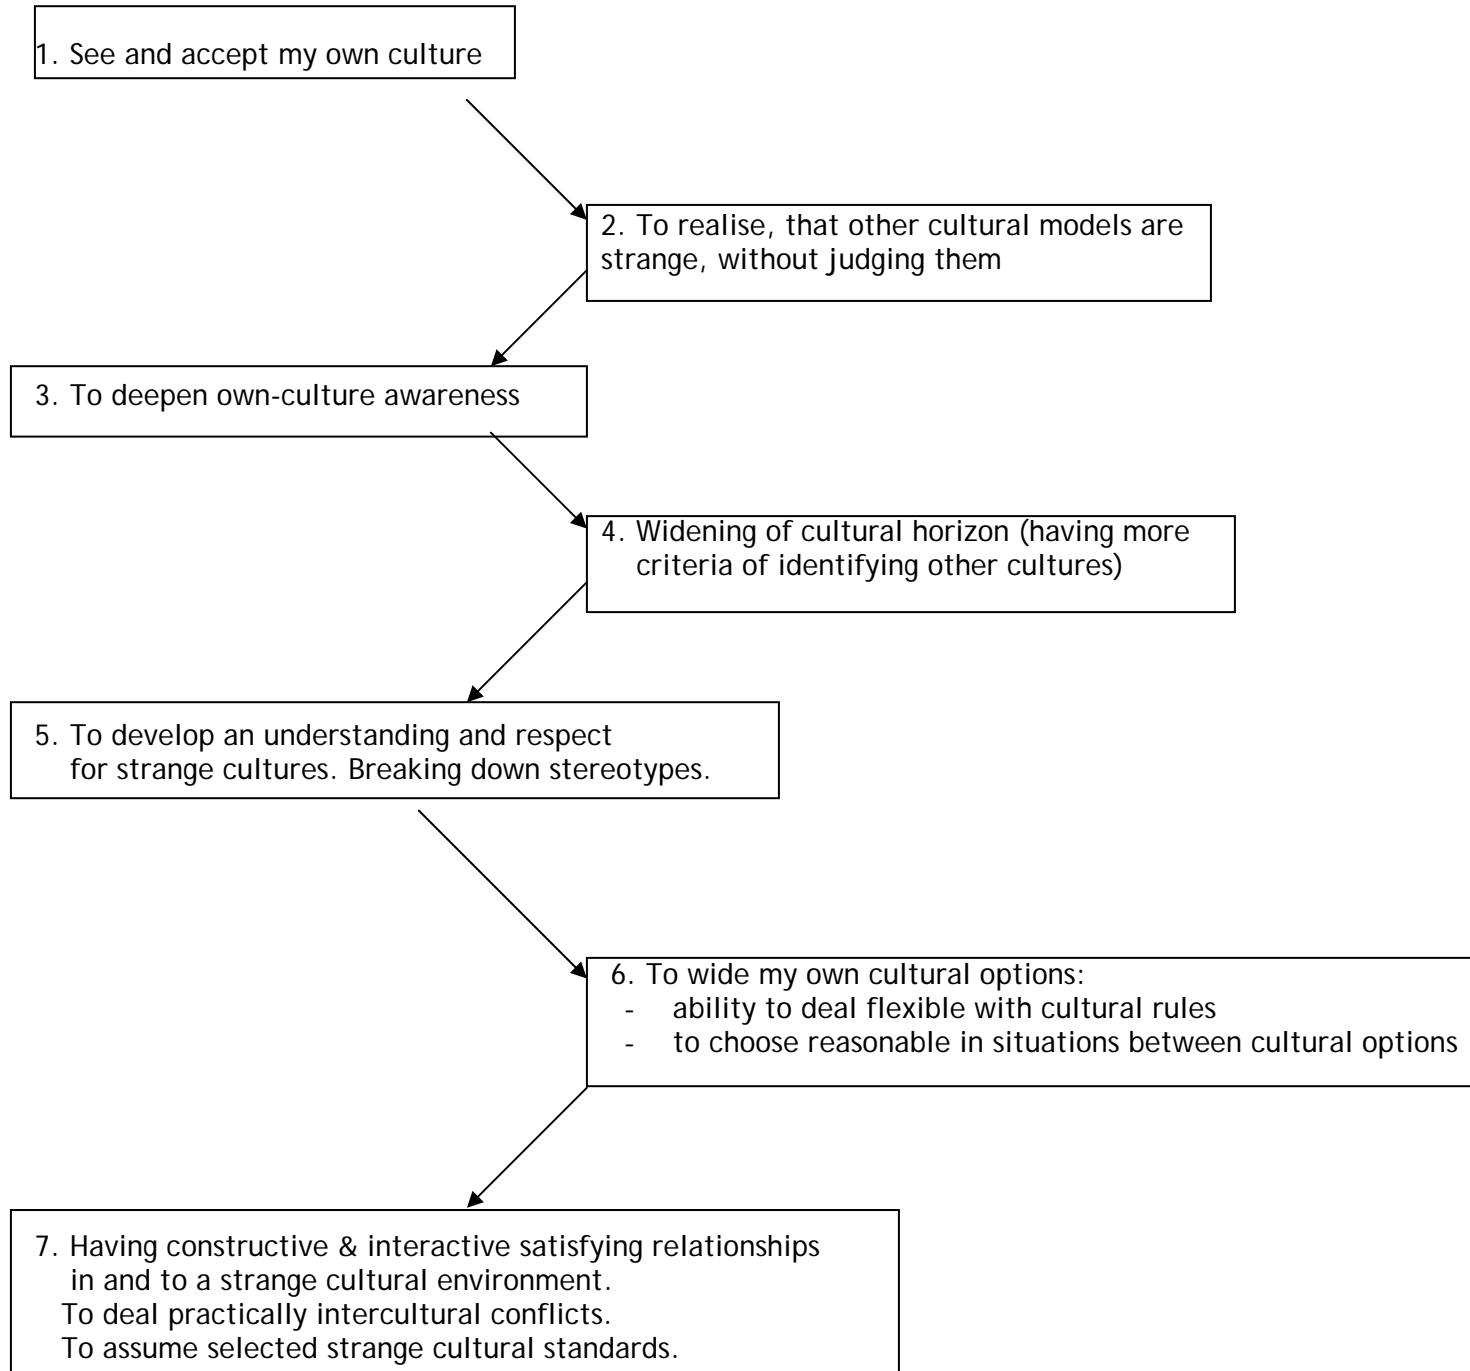 1. See and accept my own culture
2. To realise, that other cultural models are
strange, without judging them
3. To deepen own-culture awareness
4. Widening of cultural horizon (having more
criteria of identifying other cultures)
5. To develop an understanding and respect
for strange cultures. Breaking down stereotypes.
6. To wide my own cultural options:
- ability to deal flexible with cultural rules
- to choose reasonable in situations between cultural options
7. Having constructive & interactive satisfying relationships
in and to a strange cultural environment.
To deal practically intercultural conflicts.
To assume selected strange cultural standards.